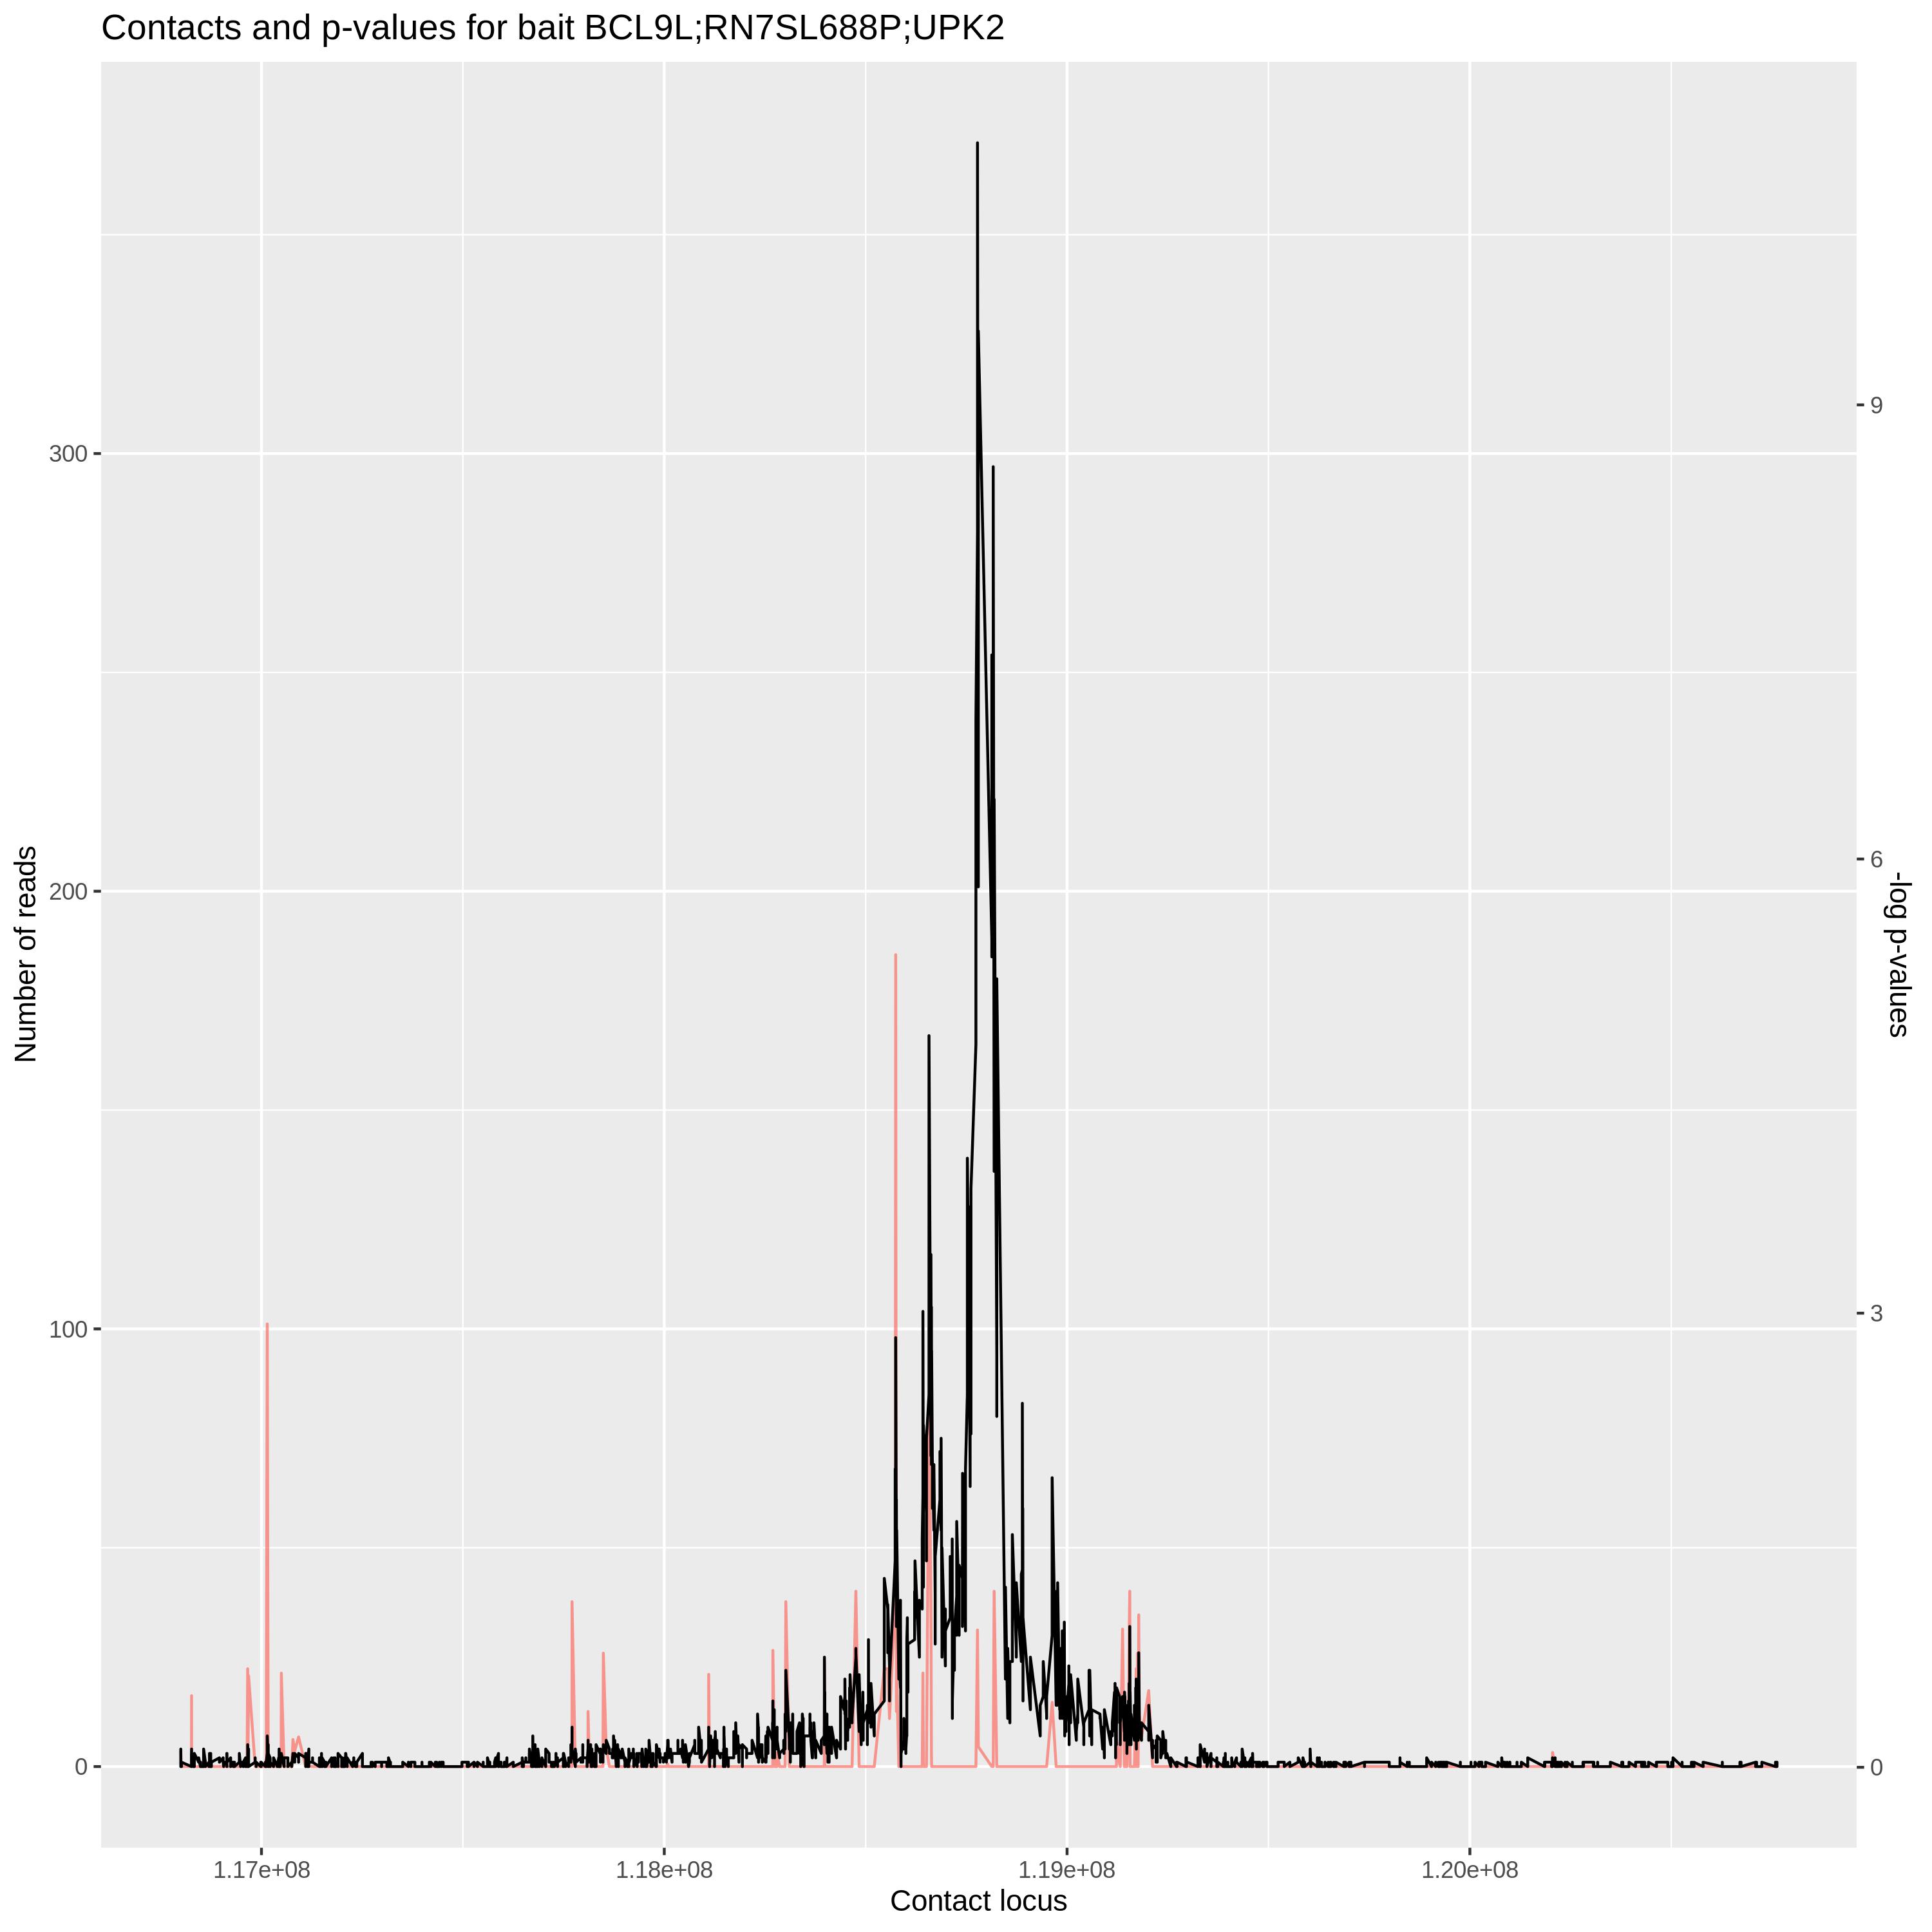 Contacts and p-values for bait BCL9L;RN7SL688P;UPK2
Number of reads
300
200
100
0
9
6
3
0
-log p-values
1.17e+08
1.18e+08
1.19e+08
1.20e+08
Contact locus